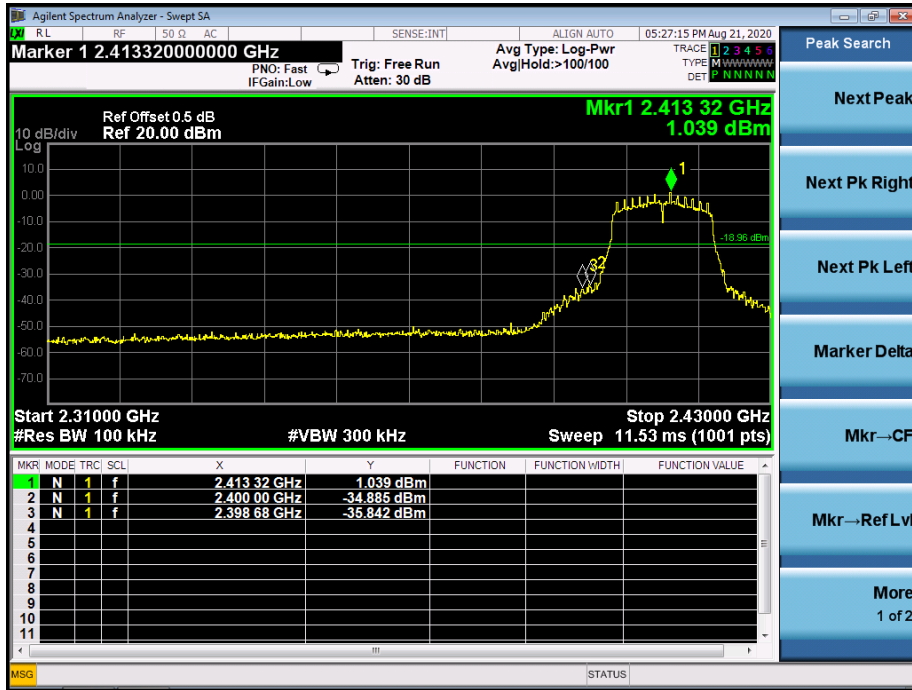 Agilent Spectrum Analyzer - Swept SA
LXI RL RF 50 Ω AC SENSE:INT ALIGN AUTO 05:27:15 PM Aug 21, 2020
Marker 1 2.413320000000 GHz
PNO: Fast
IFGain:Low
Trig: Free Run
Atten: 30 dB
Avg Type: Log-Pwr
Avg|Hold:>100/100
TRACE 1 2 3 4 5 6
TYPE M W W W W W
DET P N N N N N
Ref Offset 0.5 dB
Ref 20.00 dBm
Mkr1 2.413 32 GHz
1.039 dBm
10 dB/div
Log
10.0
0.00
-10.0
-20.0
-30.0
-40.0
-50.0
-60.0
-70.0
1
-18.96 dBm
3 2
Start 2.31000 GHz
Stop 2.43000 GHz
#Res BW 100 kHz
#VBW 300 kHz
Sweep 11.53 ms (1001 pts)
MKR MODE TRC SCL X Y FUNCTION FUNCTION WIDTH FUNCTION VALUE
1 N 1 f 2.413 32 GHz 1.039 dBm
2 N 1 f 2.400 00 GHz -34.885 dBm
3 N 1 f 2.398 68 GHz -35.842 dBm
4
5
6
7
8
9
10
11
MSG
STATUS
Peak Search
Next Peak
Next Pk Right
Next Pk Left
Marker Delta
Mkr→CF
Mkr→Ref Lvl
More
1 of 2